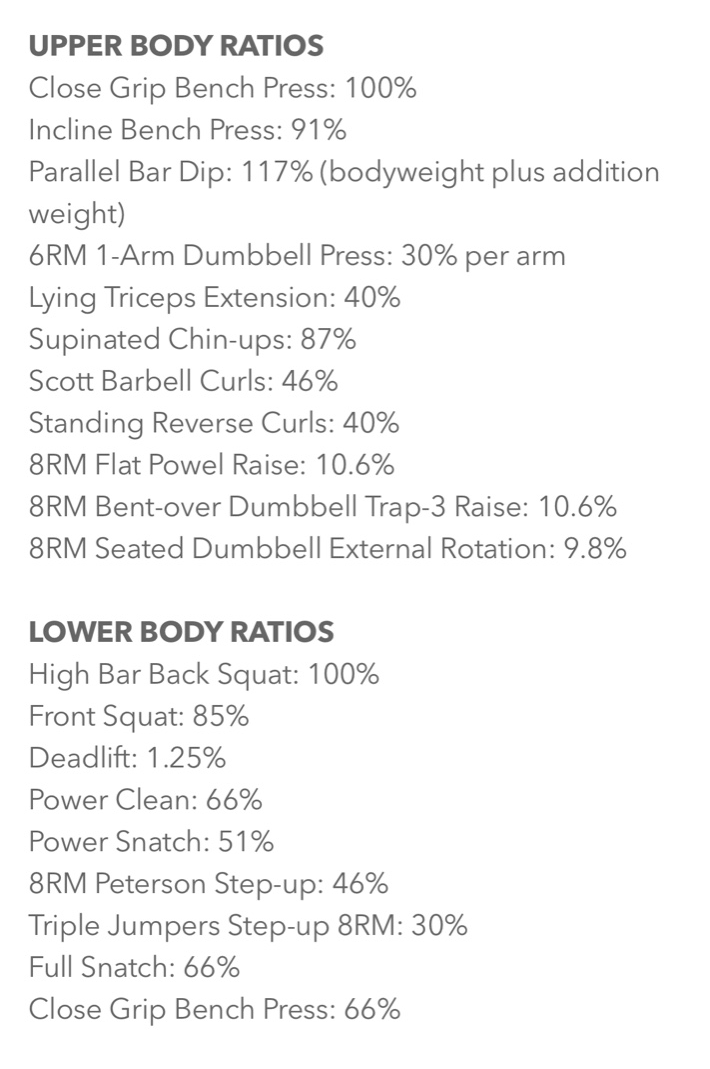 UPPER BODY RATIOS
Close Grip Bench Press: 100%
Incline Bench Press: 91%
Parallel Bar Dip: 117% (bodyweight plus addition
weight)
6RM 1-Arm Dumbbell Press: 30% per arm
Lying Triceps Extension: 40%
Supinated Chin-ups: 87%
Scott Barbell Curls: 46%
Standing Reverse Curls: 40%
8RM Flat Powel Raise: 10.6%
8RM Bent-over Dumbbell Trap-3 Raise: 10.6%
8RM Seated Dumbbell External Rotation: 9.8%
LOWER BODY RATIOS
High Bar Back Squat: 100%
Front Squat: 85%
Deadlift: 1.25%
Power Clean: 66%
Power Snatch: 51%
8RM Peterson Step-up: 46%
Triple Jumpers Step-up 8RM: 30%
Full Snatch: 66%
Close Grip Bench Press: 66%